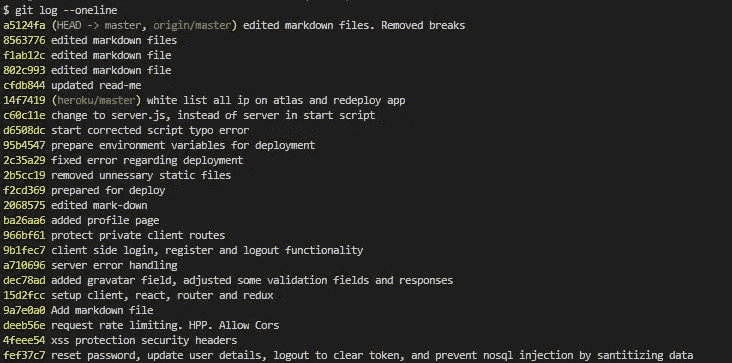 $ git log --oneline
a5124fa (HEAD -> master, origin/master) edited markdown files. Removed breaks
8563776 edited markdown files
f1ab12c edited markdown file
802c993 edited markdown file
cfdb844 updated read-me
14f7419 (heroku/master) white list all ip on atlas and redeploy app
c60c11e change to server.js, instead of server in start script
d6508dc start corrected script typo error
95b4547 prepare environment variables for deployment
2c35a29 fixed error regarding deployment
2b5cc19 removed unnessary static files
f2cd369 prepared for deploy
2068575 edited mark-down
ba26aa6 added profile page
966bf61 protect private client routes
9b1fec7 client side login, register and logout functionality
a710696 server error handling
dec78ad added gravatar field, adjusted some validation fields and responses
15d2fcc setup client, react, router and redux
9a7e0a0 Add markdown file
deeb56e request rate limiting. HPP. Allow Cors
4feee54 xss protection security headers
fef37c7 reset password, update user details, logout to clear token, and prevent nosql injection by santitizing data